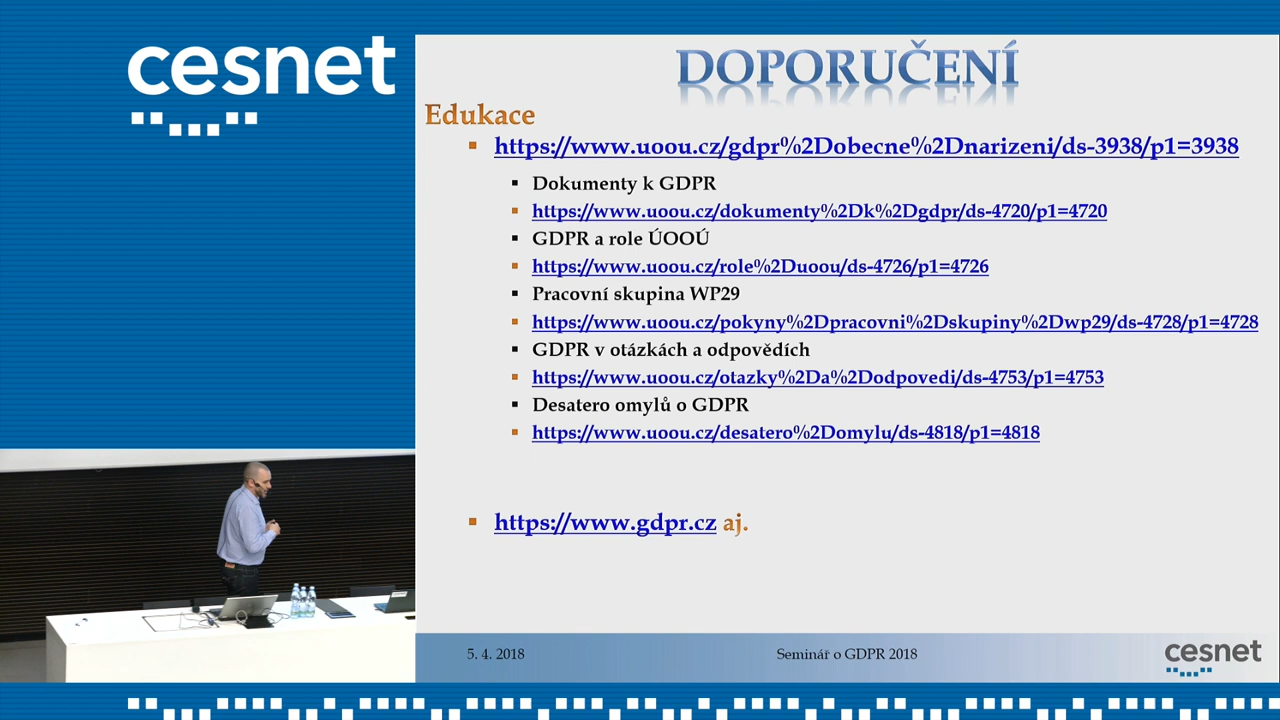 cesnet
DOPORUČENÍ
Edukace
https://www.uoou.cz/gdpr%2Dobecne%2Dnarizeni/ds-3938/p1=3938
Dokumenty k GDPR
https://www.uoou.cz/dokumenty%2Dk%2Dgdpr/ds-4720/p1=4720
GDPR a role ÚOOÚ
https://www.uoou.cz/role%2Duoou/ds-4726/p1=4726
Pracovní skupina WP29
https://www.uoou.cz/pokyny%2Dpracovni%2Dskupiny%2Dwp29/ds-4728/p1=4728
GDPR v otázkách a odpovědích
https://www.uoou.cz/otazky%2Da%2Dodpovedi/ds-4753/p1=4753
Desatero omylů o GDPR
https://www.uoou.cz/desatero%2Domylu/ds-4818/p1=4818
https://www.gdpr.cz aj.
5. 4. 2018
Seminář o GDPR 2018
cesnet